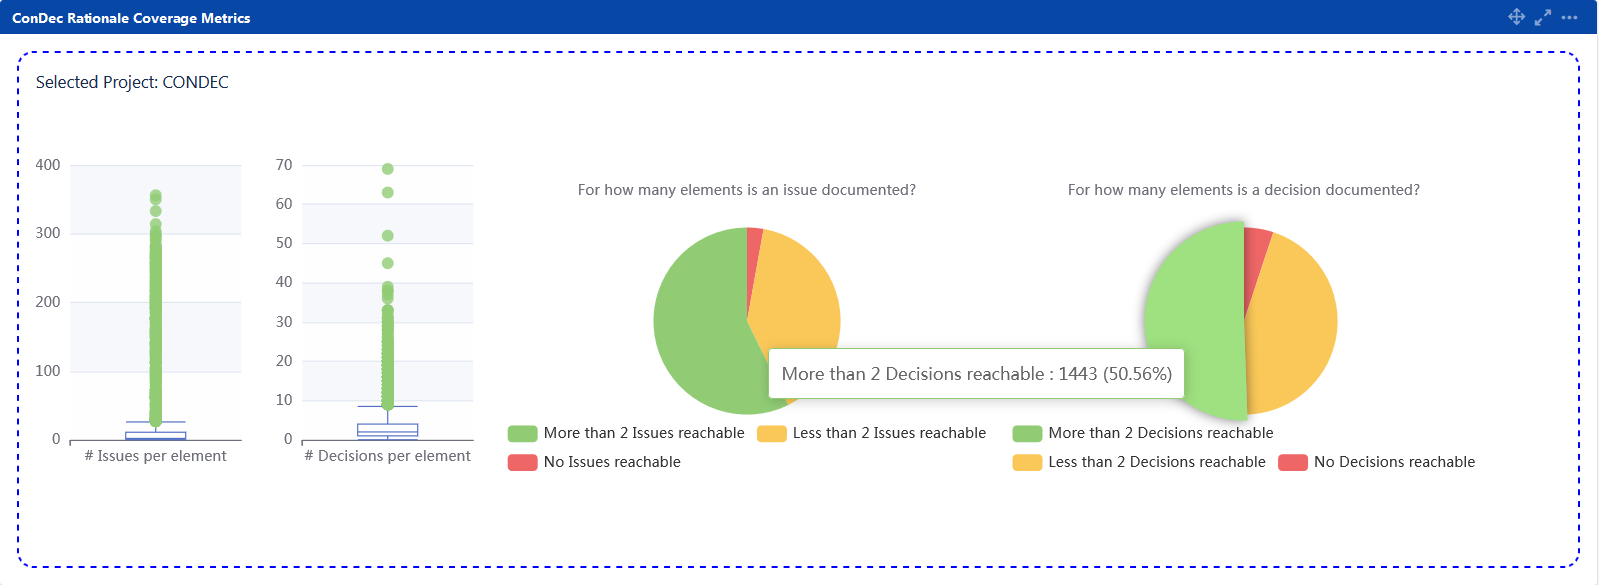 ConDec Rationale Coverage Metrics
Selected Project: CONDEC
400
300
200
100
0
# Issues per element
70
60
50
40
30
20
10
0
# Decisions per element
For how many elements is an issue documented?
More than 2 Issues reachable
Less than 2 Issues reachable
No Issues reachable
For how many elements is a decision documented?
More than 2 Decisions reachable : 1443 (50.56%)
More than 2 Decisions reachable
Less than 2 Decisions reachable
No Decisions reachable